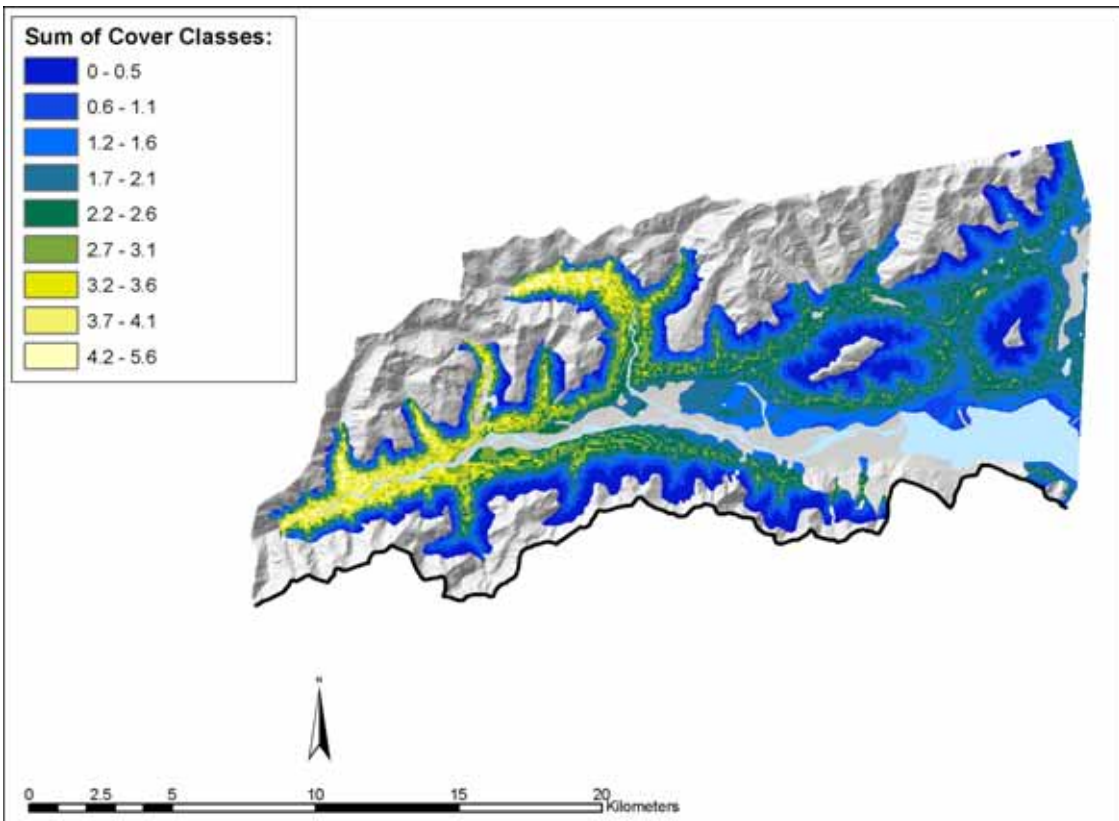 Sum of Cover Classes:
0 - 0.5
0.6 - 1.1
1.2 - 1.6
1.7 - 2.1
2.2 - 2.6
2.7 - 3.1
3.2 - 3.6
3.7 - 4.1
4.2 - 5.6
N
0 2.5 5 10 15 20 Kilometers